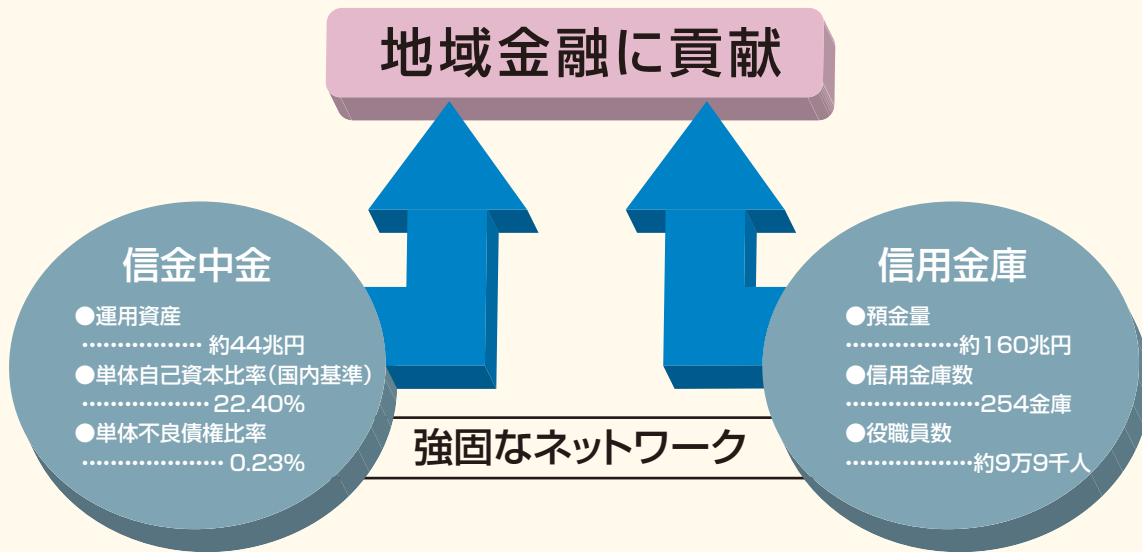 地域金融に貢献
信金中金
●運用資産
................. 約44兆円
●単体自己資本比率(国内基準)
.................. 22.40%
●単体不良債権比率
.................... 0.23%
信用金庫
●預金量
................約160兆円
●信用金庫数
...................254金庫
●役職員数
.................約9万9千人
強固なネットワーク